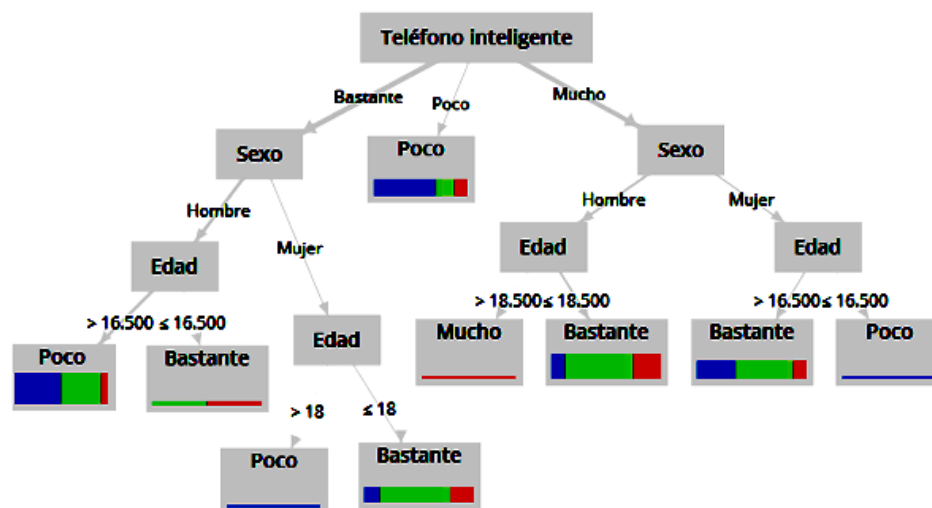 Teléfono inteligente
Bastante
Poco
Mucho
Sexo
Poco
Sexo
Hombre
Mujer
Hombre
Mujer
Edad
Edad
Edad
> 16.500 ≤ 16.500
Edad
> 18.500 ≤ 18.500
> 16.500 ≤ 16.500
Poco
Bastante
Mucho
Bastante
Bastante
Poco
> 18
≤ 18
Poco
Bastante